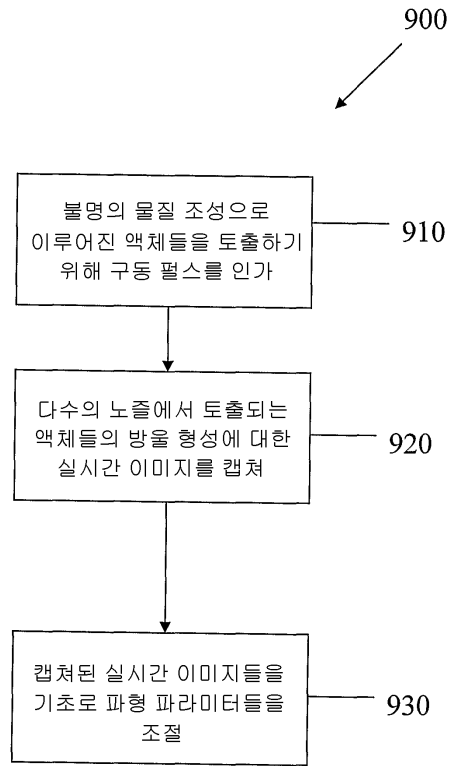 900
불명의 물질 조성으로
이루어진 액체들을 토출하기
위해 구동 펄스를 인가
910
다수의 노즐에서 토출되는
액체들의 방울 형성에 대한
실시간 이미지를 캡쳐
920
캡쳐된 실시간 이미지들을
기초로 파형 파라미터들을
조절
930